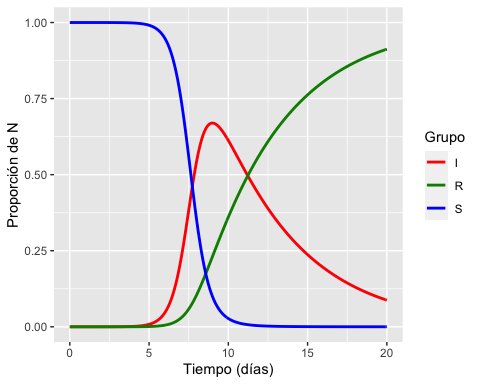 1.00
0.75
0.50
0.25
0.00
Proporción de N
0 5 10 15 20
Tiempo (días)
Grupo
I
R
S